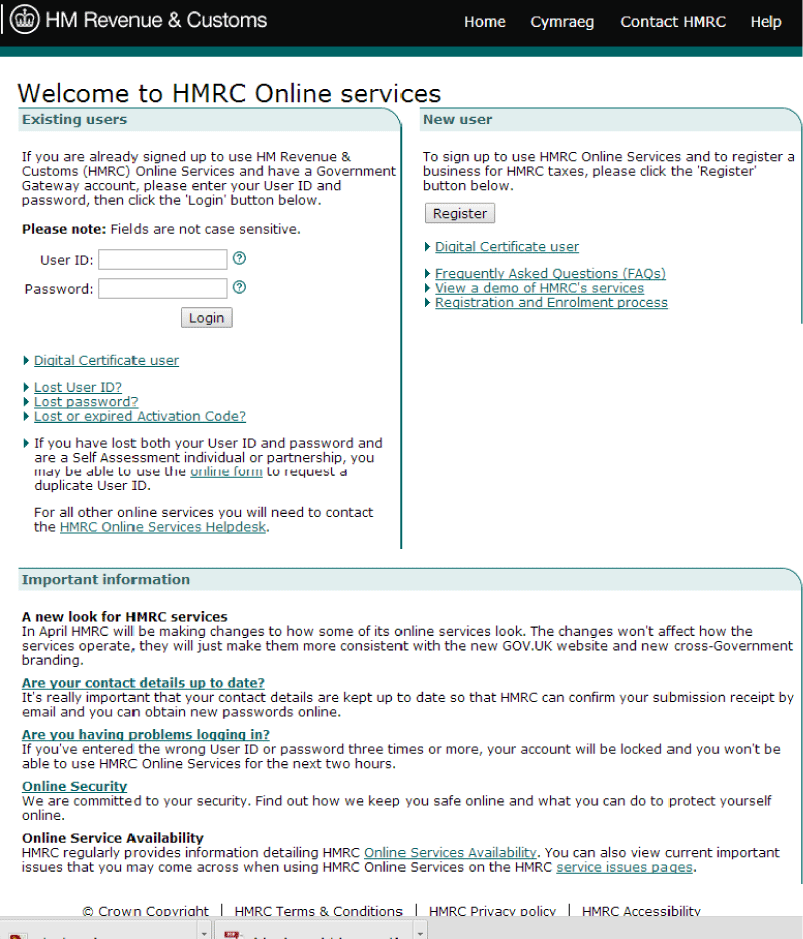 HM Revenue & Customs
Home Cymraeg Contact HMRC Help
Welcome to HMRC Online services
Existing users
If you are already signed up to use HM Revenue &
Customs (HMRC) Online Services and have a Government
Gateway account, please enter your User ID and
password, then click the 'Login' button below.
Please note: Fields are not case sensitive.
User ID:
Password:
Login
Digital Certificate user
Lost User ID?
Lost password?
Lost or expired Activation Code?
If you have lost both your User ID and password and
are a Self Assessment individual or partnership, you
may be able to use the online form to request a
duplicate User ID.
For all other online services you will need to contact
the HMRC Online Services Helpdesk.
New user
To sign up to use HMRC Online Services and to register a
business for HMRC taxes, please click the 'Register'
button below.
Register
Digital Certificate user
Frequently Asked Questions (FAQs)
View a demo of HMRC's services
Registration and Enrolment process
Important information
A new look for HMRC services
In April HMRC will be making changes to how some of its online services look. The changes won't affect how the
services operate, they will just make them more consistent with the new GOV.UK website and new cross-Government
branding.
Are your contact details up to date?
It's really important that your contact details are kept up to date so that HMRC can confirm your submission receipt by
email and you can obtain new passwords online.
Are you having problems logging in?
If you've entered the wrong User ID or password three times or more, your account will be locked and you won't be
able to use HMRC Online Services for the next two hours.
Online Security
We are committed to your security. Find out how we keep you safe online and what you can do to protect yourself
online.
Online Service Availability
HMRC regularly provides information detailing HMRC Online Services Availability. You can also view current important
issues that you may come across when using HMRC Online Services on the HMRC service issues pages.
© Crown Copyright | HMRC Terms & Conditions | HMRC Privacy policy | HMRC Accessibility